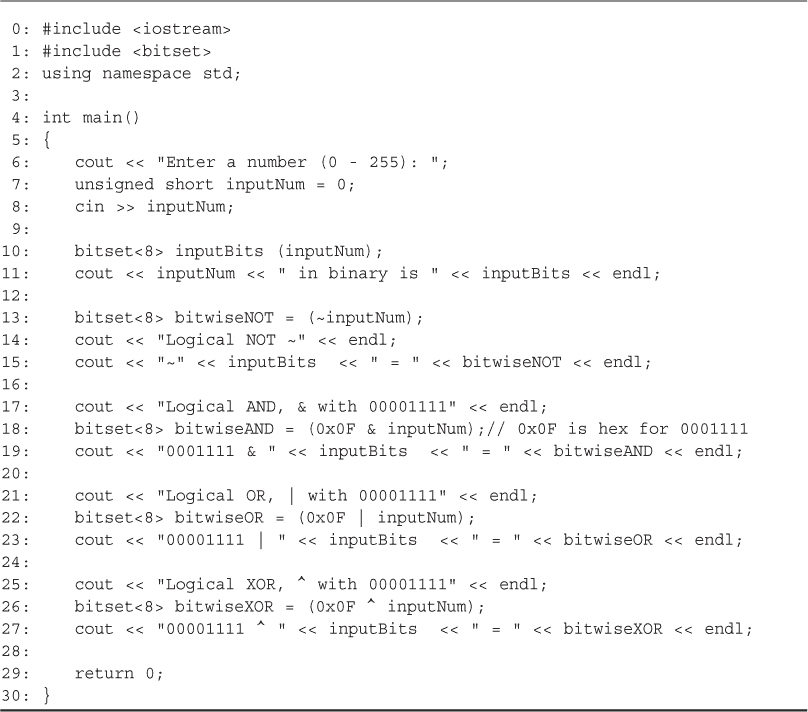 0: #include <iostream>
1: #include <bitset>
2: using namespace std;
3:
4: int main()
5: {
6:    cout << "Enter a number (0 - 255): ";
7:    unsigned short inputNum = 0;
8:    cin >> inputNum;
9:
10:    bitset<8> inputBits (inputNum);
11:    cout << inputNum << " in binary is " << inputBits << endl;
12:
13:    bitset<8> bitwiseNOT = (~inputNum);
14:    cout << "Logical NOT ~" << endl;
15:    cout << "~" << inputBits  << " = " << bitwiseNOT << endl;
16:
17:    cout << "Logical AND, & with 00001111" << endl;
18:    bitset<8> bitwiseAND = (0x0F & inputNum);// 0x0F is hex for 0001111
19:    cout << "0001111 & " << inputBits  << " = " << bitwiseAND << endl;
20:
21:    cout << "Logical OR, | with 00001111" << endl;
22:    bitset<8> bitwiseOR = (0x0F | inputNum);
23:    cout << "00001111 | " << inputBits  << " = " << bitwiseOR << endl;
24:
25:    cout << "Logical XOR, ^ with 00001111" << endl;
26:    bitset<8> bitwiseXOR = (0x0F ^ inputNum);
27:    cout << "00001111 ^ " << inputBits  << " = " << bitwiseXOR << endl;
28:
29:    return 0;
30: }